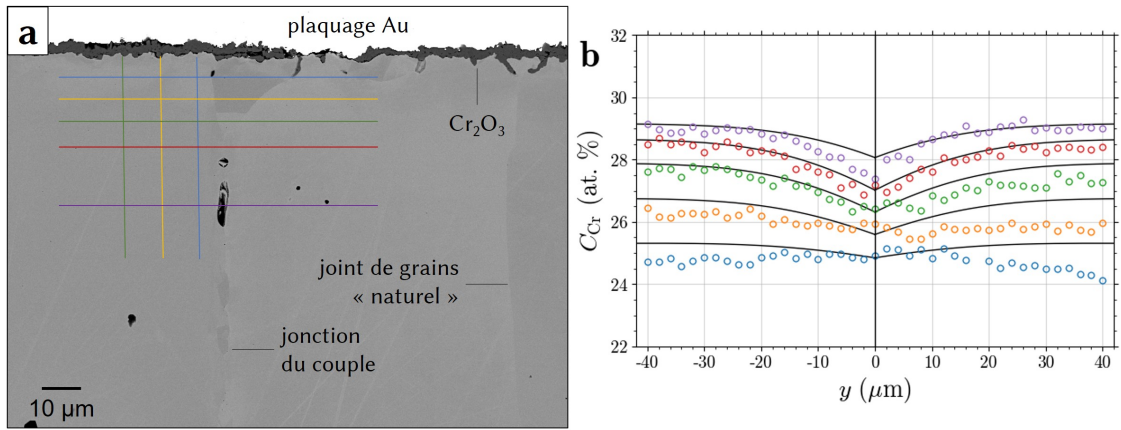 a
plaquage Au
Cr₂O₃
joint de grains
« naturel »
jonction
du couple
10 µm
b
32
30
28
26
24
22
C_Cr (at. %)
-40 -30 -20 -10 0 10 20 30 40
y (µm)